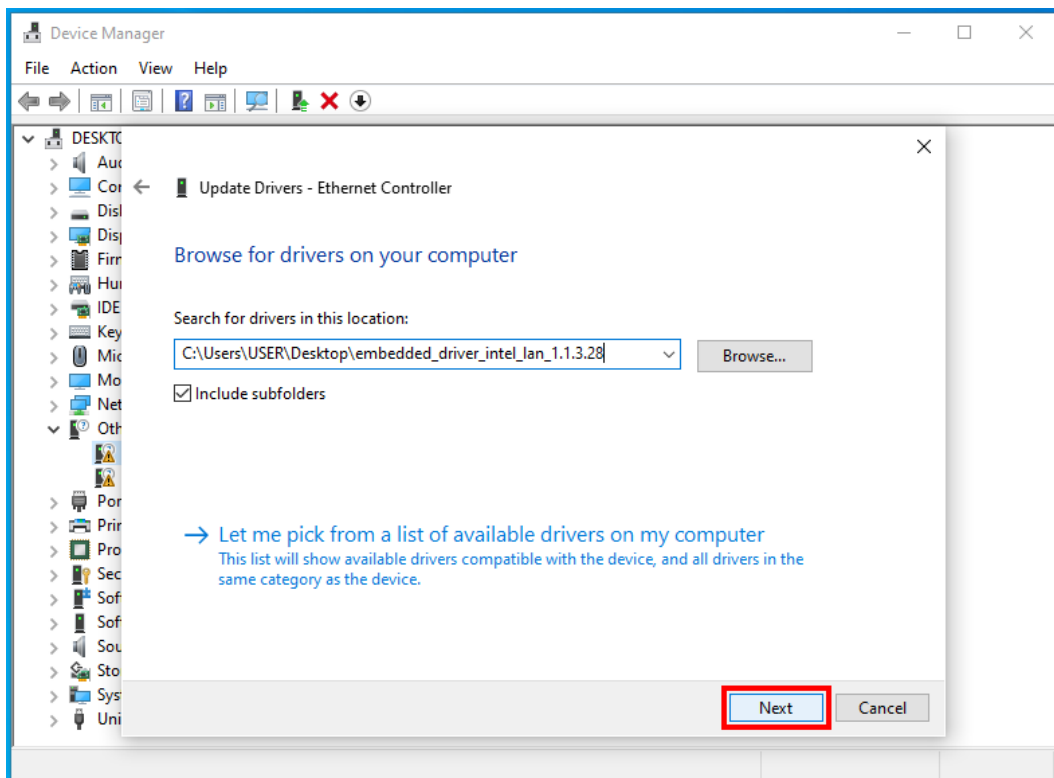 Device Manager
File Action View Help
DESKTO
Aud
Cor
Disk
Disp
Firm
Hur
IDE
Key
Mic
Mo
Net
Oth
Por
Prin
Pro
Sec
Sof
Sof
Sou
Sto
Sys
Uni
Update Drivers - Ethernet Controller
Browse for drivers on your computer
Search for drivers in this location:
C:\Users\USER\Desktop\embedded_driver_intel_lan_1.1.3.28
Browse...
Include subfolders
Let me pick from a list of available drivers on my computer
This list will show available drivers compatible with the device, and all drivers in the
same category as the device.
Next Cancel